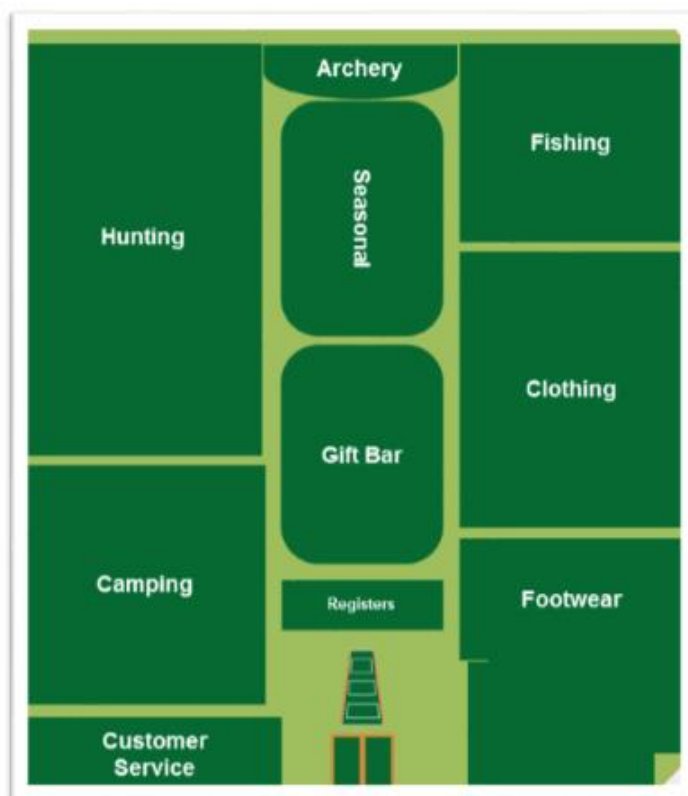 Archery
Fishing
Seasonal
Hunting
Clothing
Gift Bar
Camping
Registers
Footwear
Customer
Service